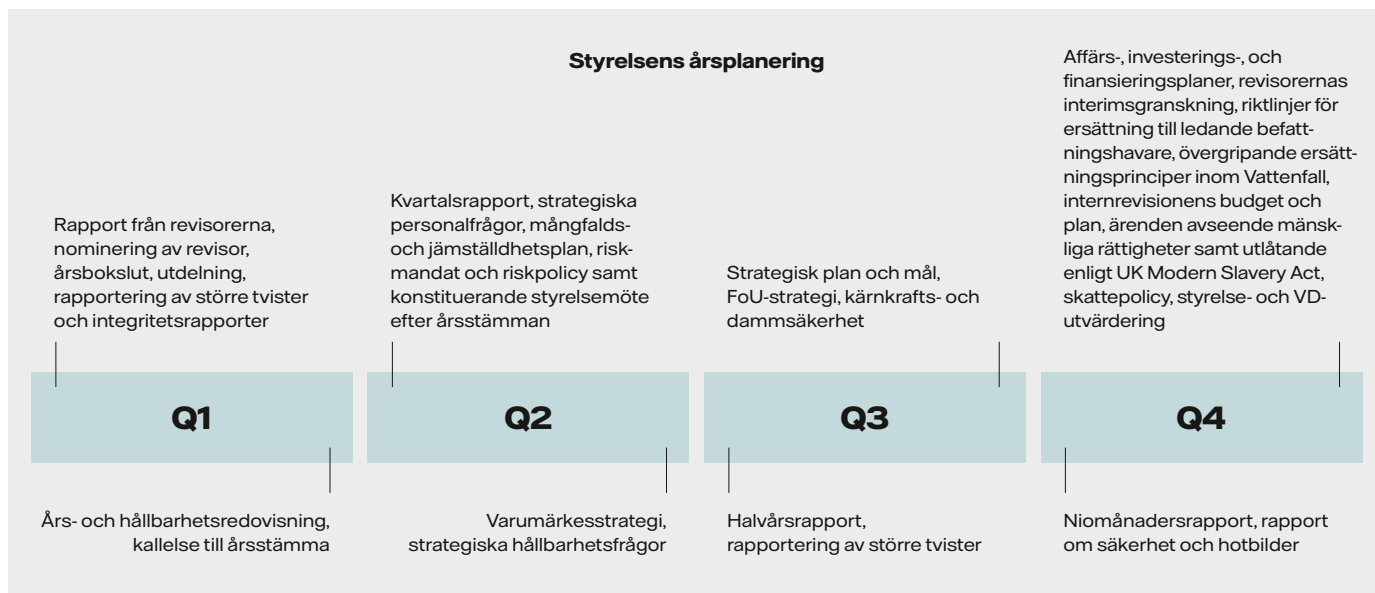 Styrelsens årsplanering
Rapport från revisorerna,
nominering av revisor,
årsbokslut, utdelning,
rapportering av större tvister
och integritetsrapporter
Kvartalsrapport, strategiska
personalfrågor, mångfalds-
och jämställdhetsplan, risk-
mandat och riskpolicy samt
konstituerande styrelsemöte
efter årsstämman
Strategisk plan och mål,
FoU-strategi, kärnkrafts- och
dammsäkerhet
Affärs-, investerings-, och
finansieringsplaner, revisorernas
interimsgranskning, riktlinjer för
ersättning till ledande befatt-
ningshavare, övergripande ersätt-
ningsprinciper inom Vattenfall,
internrevisionens budget och
plan, ärenden avseende mänsk-
liga rättigheter samt utlåtande
enligt UK Modern Slavery Act,
skattepolicy, styrelse- och VD-
utvärdering
Q1
Q2
Q3
Q4
Års- och hållbarhetsredovisning,
kallelse till årsstämma
Varumärkesstrategi,
strategiska hållbarhetsfrågor
Halvårsrapport,
rapportering av större tvister
Niomånadersrapport, rapport
om säkerhet och hotbilder